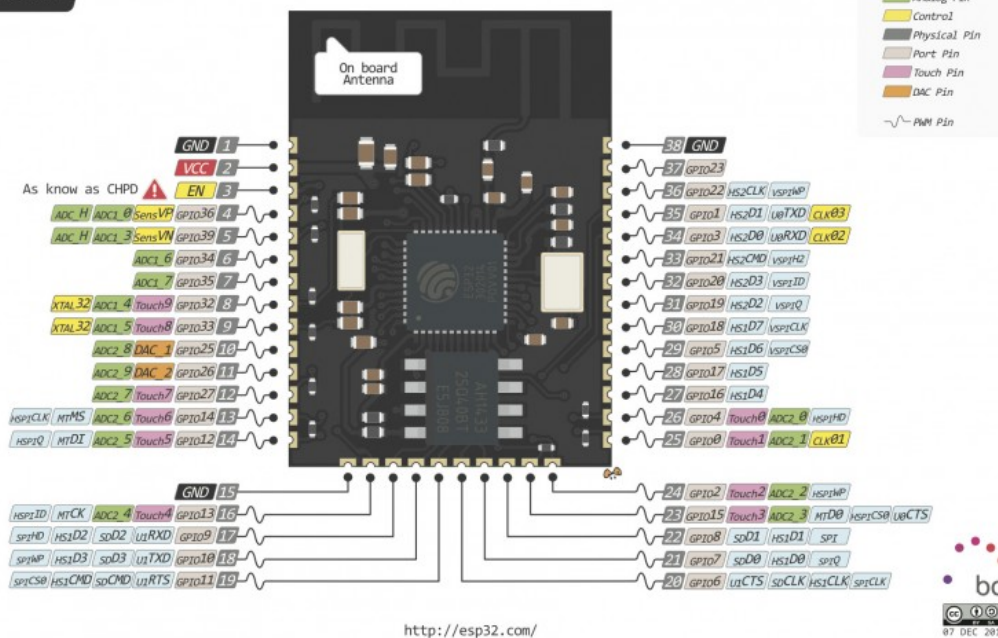 Control
Physical Pin
Port Pin
Touch Pin
DAC Pin
PWM Pin
On board
Antenna
GND 1
VCC 2
As know as CHPD EN 3
ADC_H ADC1_0 SensVP GPIO36 4
ADC_H ADC1_3 SensVN GPIO39 5
ADC1_6 GPIO34 6
ADC1_7 GPIO35 7
XTAL32 ADC1_4 Touch9 GPIO32 8
XTAL32 ADC1_5 Touch8 GPIO33 9
ADC2_8 DAC_1 GPIO25 10
ADC2_9 DAC_2 GPIO26 11
ADC2_7 Touch7 GPIO27 12
HSPICLK MTMS ADC2_6 Touch6 GPIO14 13
HSPIQ MTDI ADC2_5 Touch5 GPIO12 14
GND 15
HSPIID MTCK ADC2_4 Touch4 GPIO13 16
SPIHD HS1D2 SDD2 U1RXD GPIO9 17
SPIWP HS1D3 SDD3 U1TXD GPIO10 18
SPICS0 HS1CMD SDCMD U1RTS GPIO11 19
38 GND
37 GPIO23
36 GPIO22 HS2CLK VSPIWP
35 GPIO1 HS2D1 U0TXD CLK03
34 GPIO3 HS2D0 U0RXD CLK02
33 GPIO21 HS2CMD VSPIH2
32 GPIO20 HS2D3 VSPIID
31 GPIO19 HS2D2 VSPIQ
30 GPIO18 HS1D7 VSPICLK
29 GPIO5 HS1D6 VSPICS0
28 GPIO17 HS1D5
27 GPIO16 HS1D4
26 GPIO4 Touch0 ADC2_0 HSPIHD
25 GPIO0 Touch1 ADC2_1 CLK01
24 GPIO2 Touch2 ADC2_2 HSPIWP
23 GPIO15 Touch3 ADC2_3 MTD0 HSPICS0 U0CTS
22 GPIO8 SDD1 HS1D1 SPI
21 GPIO7 SDD0 HS1D0 SPIQ
20 GPIO6 U1CTS SDCLK HS1CLK SPICLK
ESP32
AH1433
25Q40BT
ESJB08
http://esp32.com/
bo
cc
BY SA
07 DEC 20